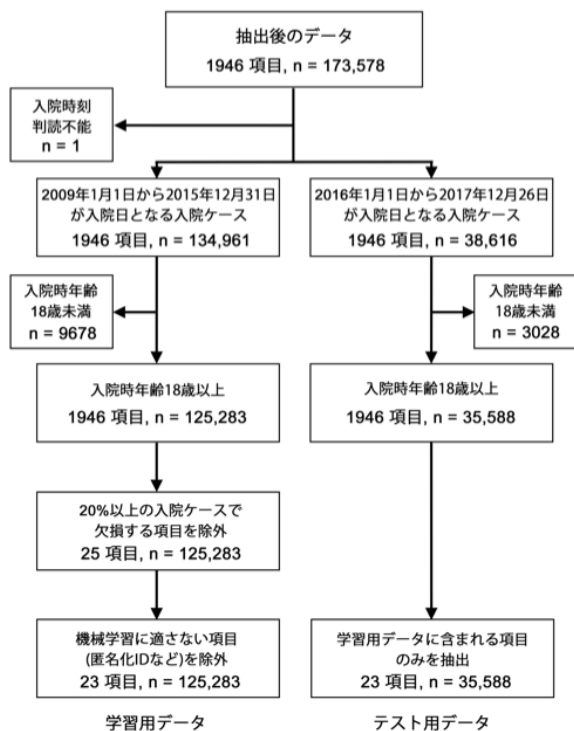 抽出後のデータ
1946 項目, n = 173,578
入院時刻
判読不能
n = 1
2009年1月1日から2015年12月31日
が入院日となる入院ケース
1946 項目, n = 134,961
2016年1月1日から2017年12月26日
が入院日となる入院ケース
1946 項目, n = 38,616
入院時年齢
18歳未満
n = 9678
入院時年齢
18歳未満
n = 3028
入院時年齢18歳以上
1946 項目, n = 125,283
入院時年齢18歳以上
1946 項目, n = 35,588
20%以上の入院ケースで
欠損する項目を除外
25 項目, n = 125,283
機械学習に適さない項目
(匿名化IDなど)を除外
23 項目, n = 125,283
学習用データに含まれる項目
のみを抽出
23 項目, n = 35,588
学習用データ
テスト用データ